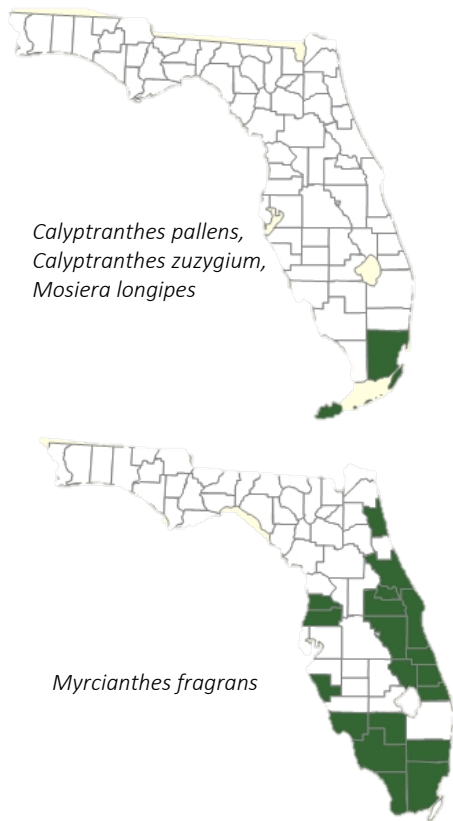 Calyptranthes pallens,
Calyptranthes zuzygium,
Mosiera longipes
Myrcianthes fragrans